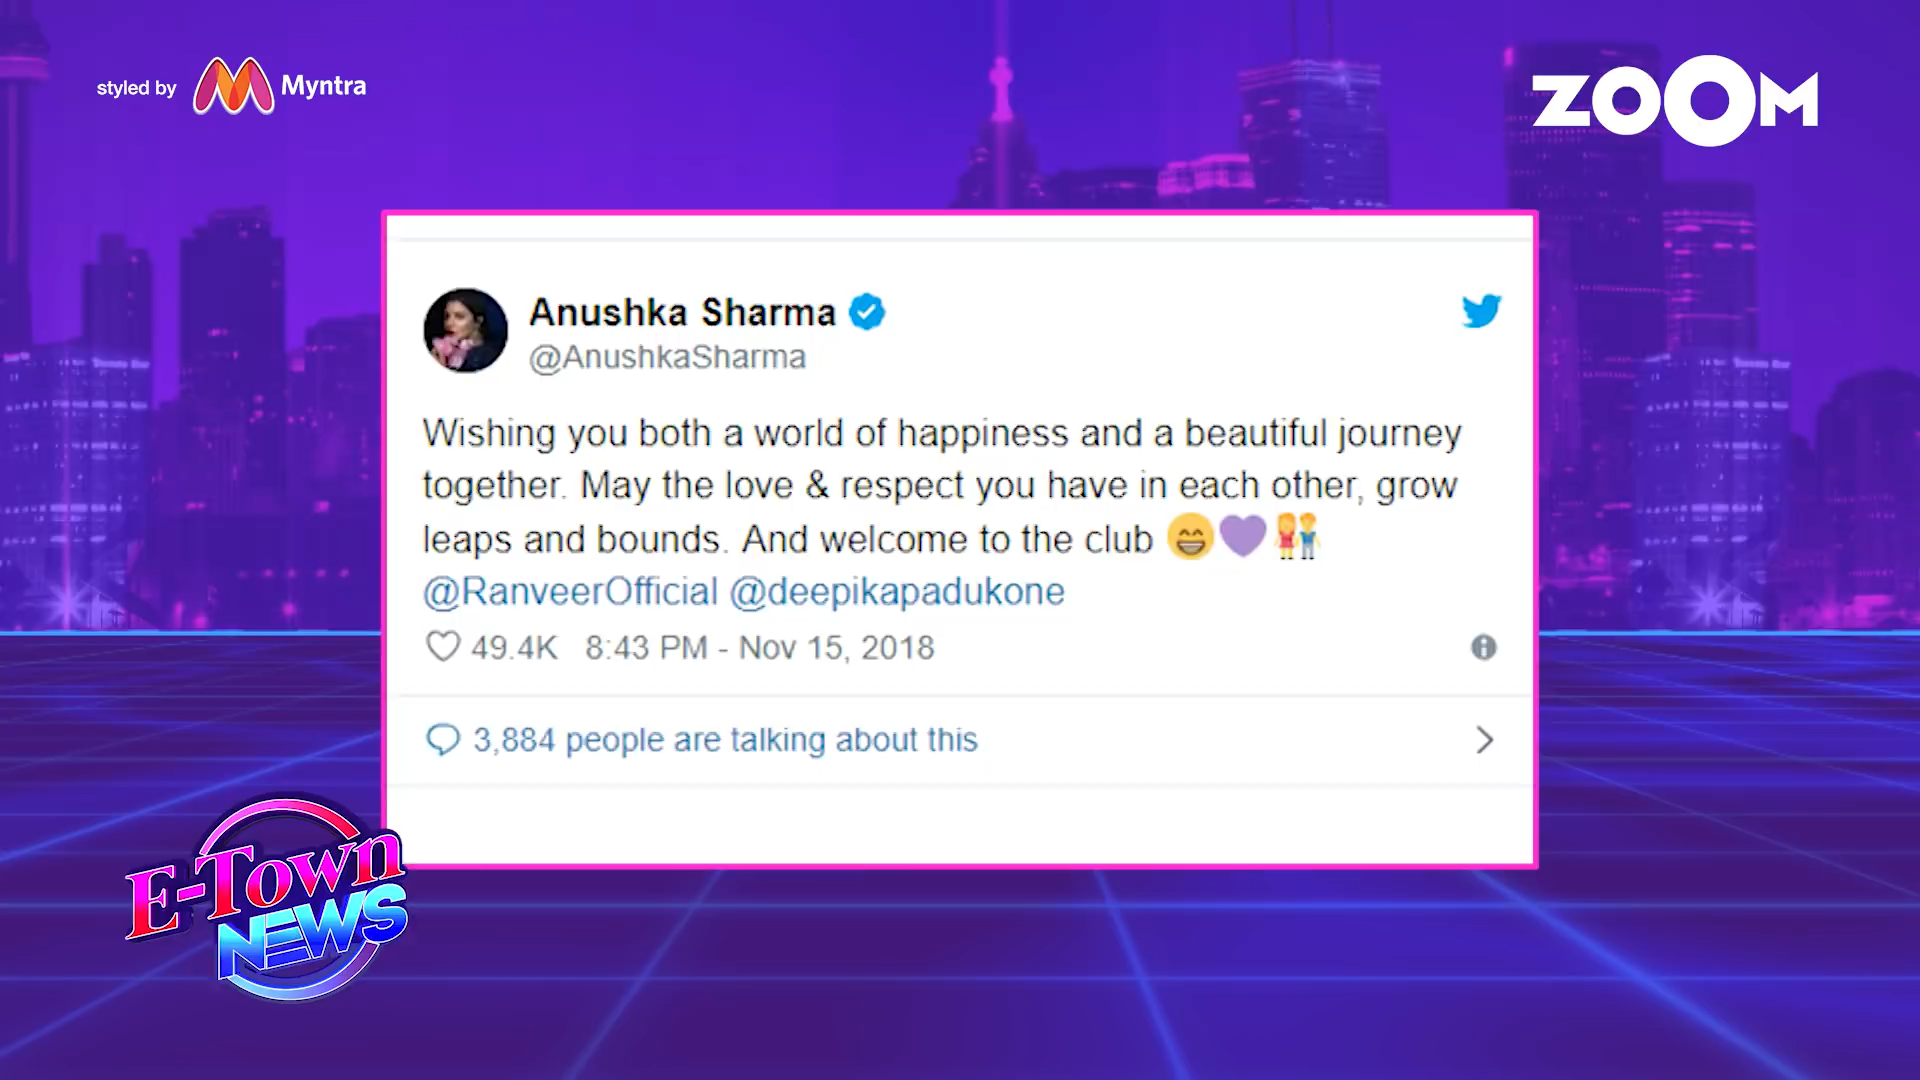 styled by Myntra
ZOOM
Anushka Sharma
@AnushkaSharma
Wishing you both a world of happiness and a beautiful journey
together. May the love & respect you have in each other, grow
leaps and bounds. And welcome to the club 😄💜👫
@RanveerOfficial @deepikapadukone
49.4K 8:43 PM - Nov 15, 2018
3,884 people are talking about this
E-TOWN
NEWS